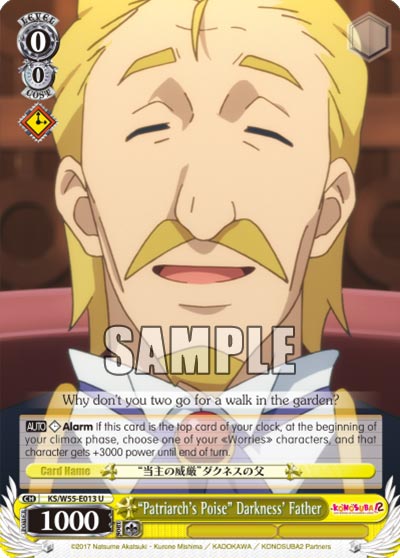 LEVEL
0
0
COST
SAMPLE
Why don't you two go for a walk in the garden?
AUTO Alarm If this card is the top card of your clock, at the beginning
of your climax phase, choose one of your «Worries» characters, and that
character gets +3000 power until end of turn.
Card Name
“当主の威厳”ダクネスの父
CH KS/W55-E013 U
POWER 1000
“Patriarch's Poise” Darkness' Father
KONOSUBA 2
©2017 Natsume Akatsuki・Kurone Mishima / KADOKAWA / KONOSUBA2 Partners